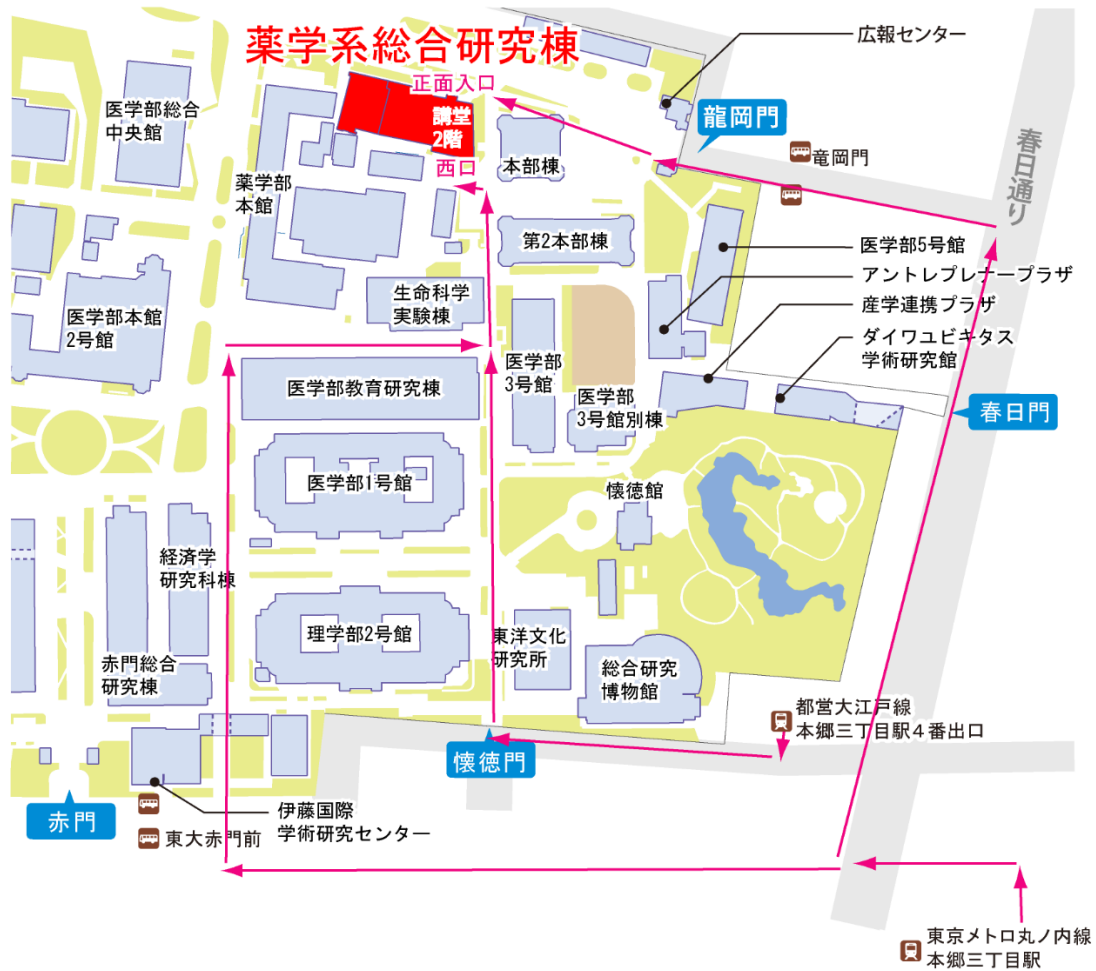 薬学系総合研究棟
広報センター
正面入口
医学部総合
中央館
講堂
2階
龍岡門
竜岡門
春日通り
本部棟
西口
薬学部
本館
第2本部棟
医学部5号館
アントレプレナープラザ
生命科学
実験棟
産学連携プラザ
医学部本館
2号館
ダイワユビキタス
学術研究館
医学部
3号館
医学部教育研究棟
医学部
3号館別棟
春日門
医学部1号館
懐徳館
経済学
研究科棟
理学部2号館
東洋文化
研究所
赤門総合
研究棟
総合研究
博物館
都営大江戸線
本郷三丁目駅4番出口
懐徳門
赤門
伊藤国際
学術研究センター
東大赤門前
東京メトロ丸ノ内線
本郷三丁目駅